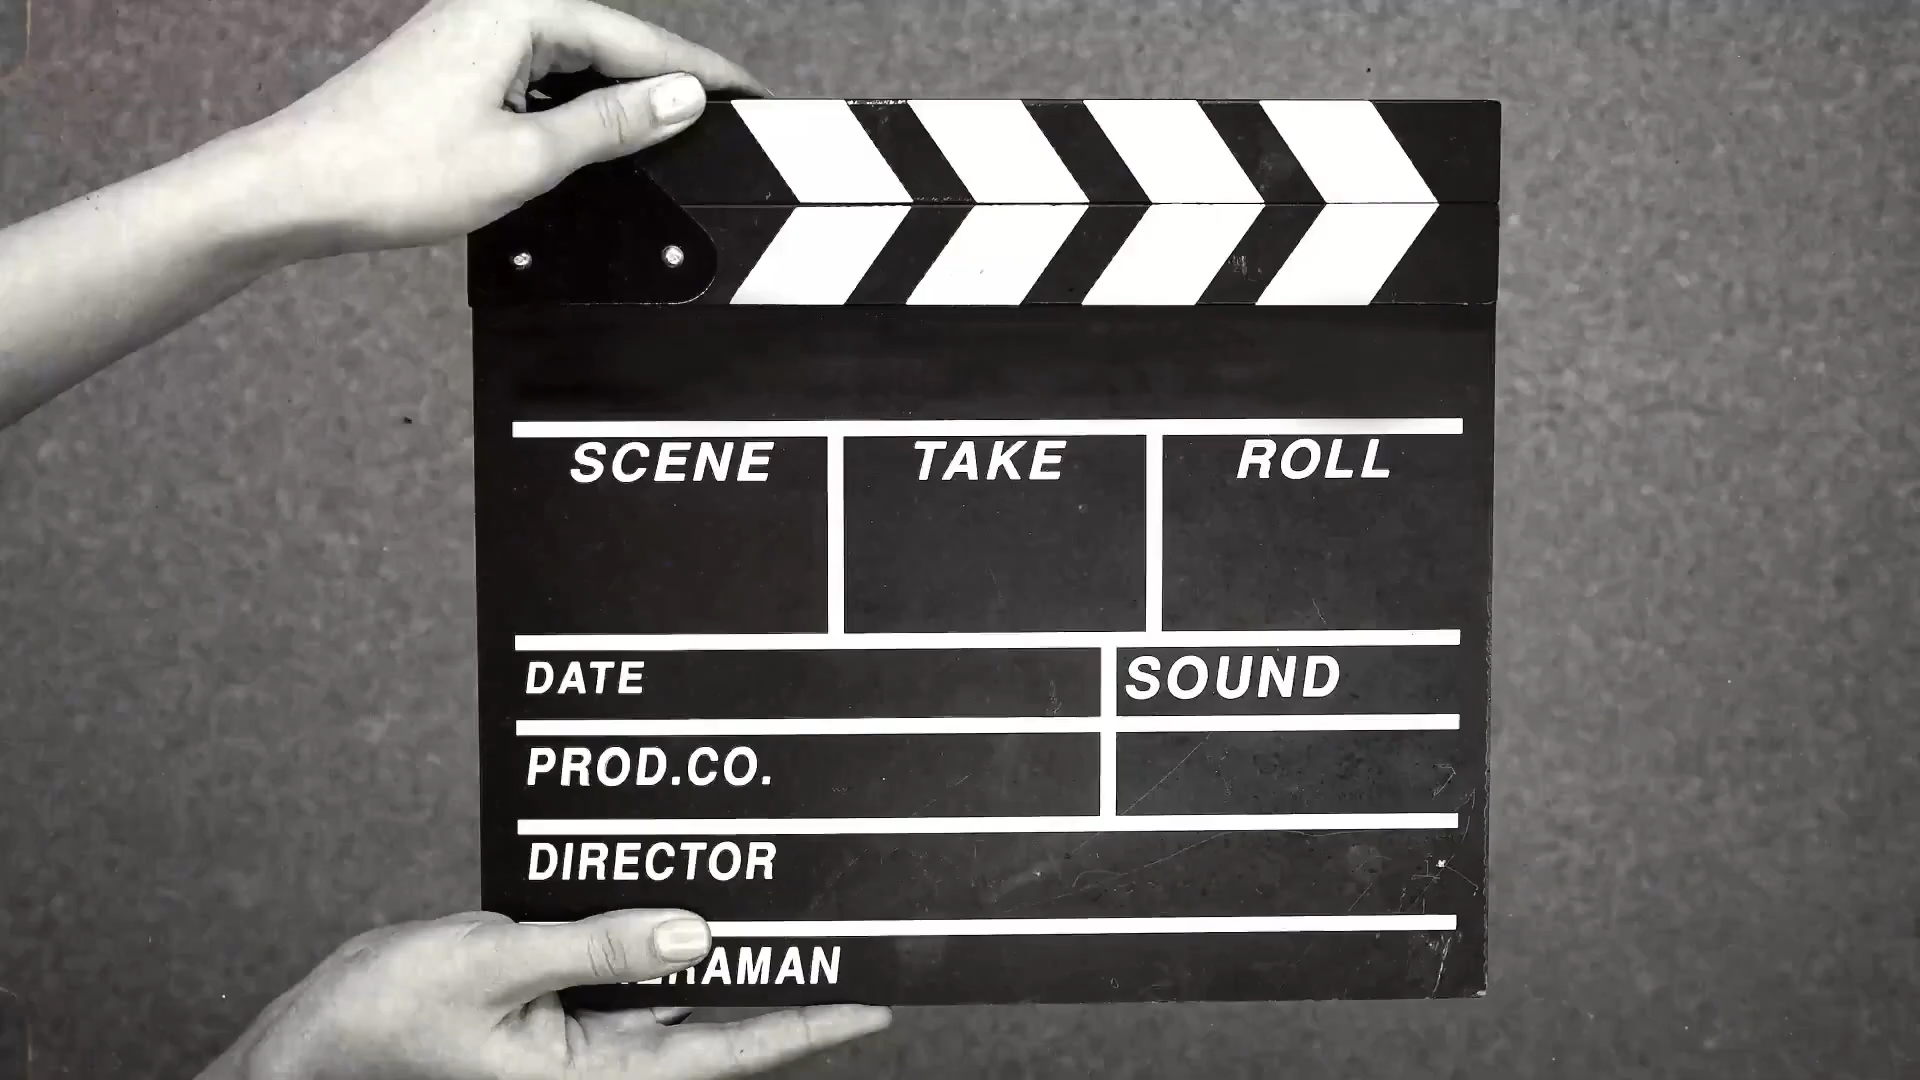 SCENE TAKE ROLL
DATE SOUND
PROD.CO.
DIRECTOR